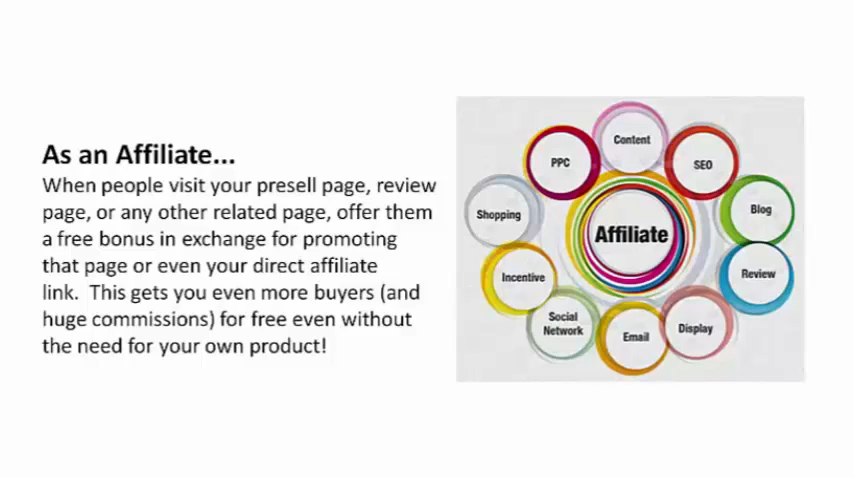 As an Affiliate...
When people visit your presell page, review
page, or any other related page, offer them
a free bonus in exchange for promoting
that page or even your direct affiliate
link. This gets you even more buyers (and
huge commissions) for free even without
the need for your own product!
Content
PPC
SEO
Shopping
Blog
Affiliate
Incentive
Review
Social
Network
Email
Display